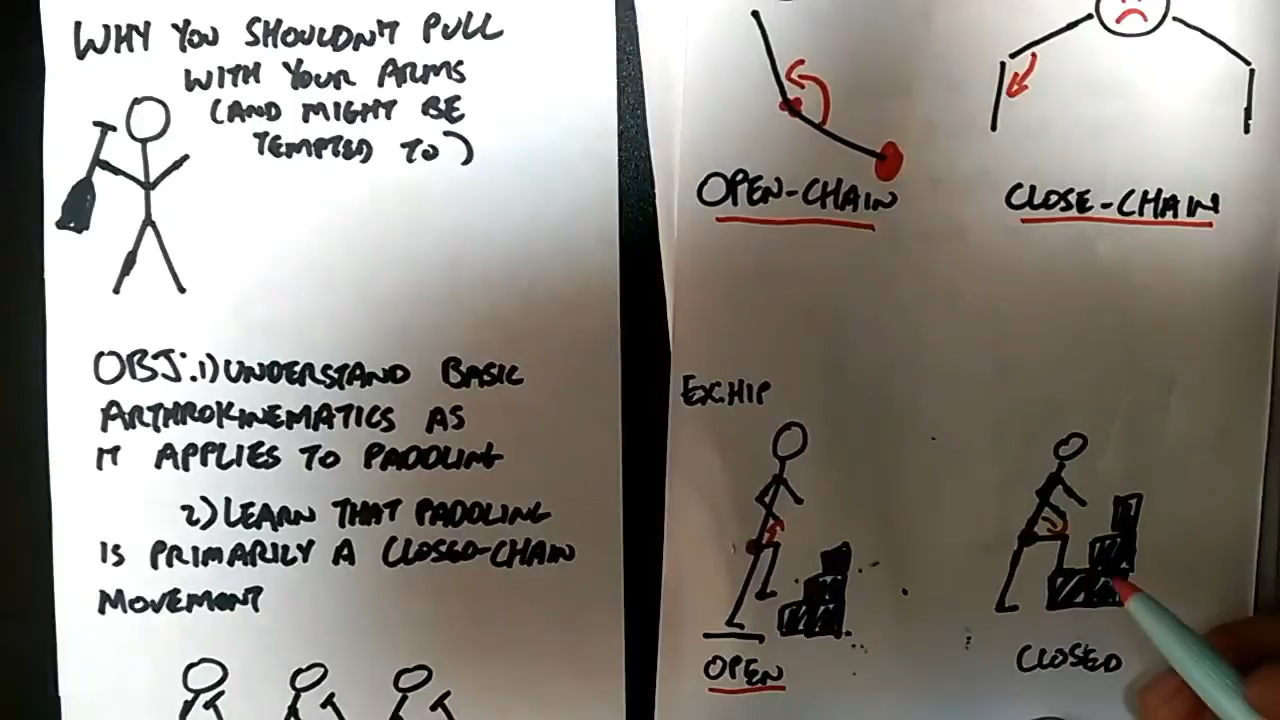 WHY YOU SHOULDN'T PULL
WITH YOUR ARMS
(AND MIGHT BE
TEMPTED TO)
OBJ: 1) UNDERSTAND BASIC
ARTHROKINEMATICS AS
IT APPLIES TO PADDLING
2) LEARN THAT PADDLING
IS PRIMARILY A CLOSED-CHAIN
MOVEMENT
OPEN-CHAIN
CLOSE-CHAIN
EX: HIP
OPEN
CLOSED